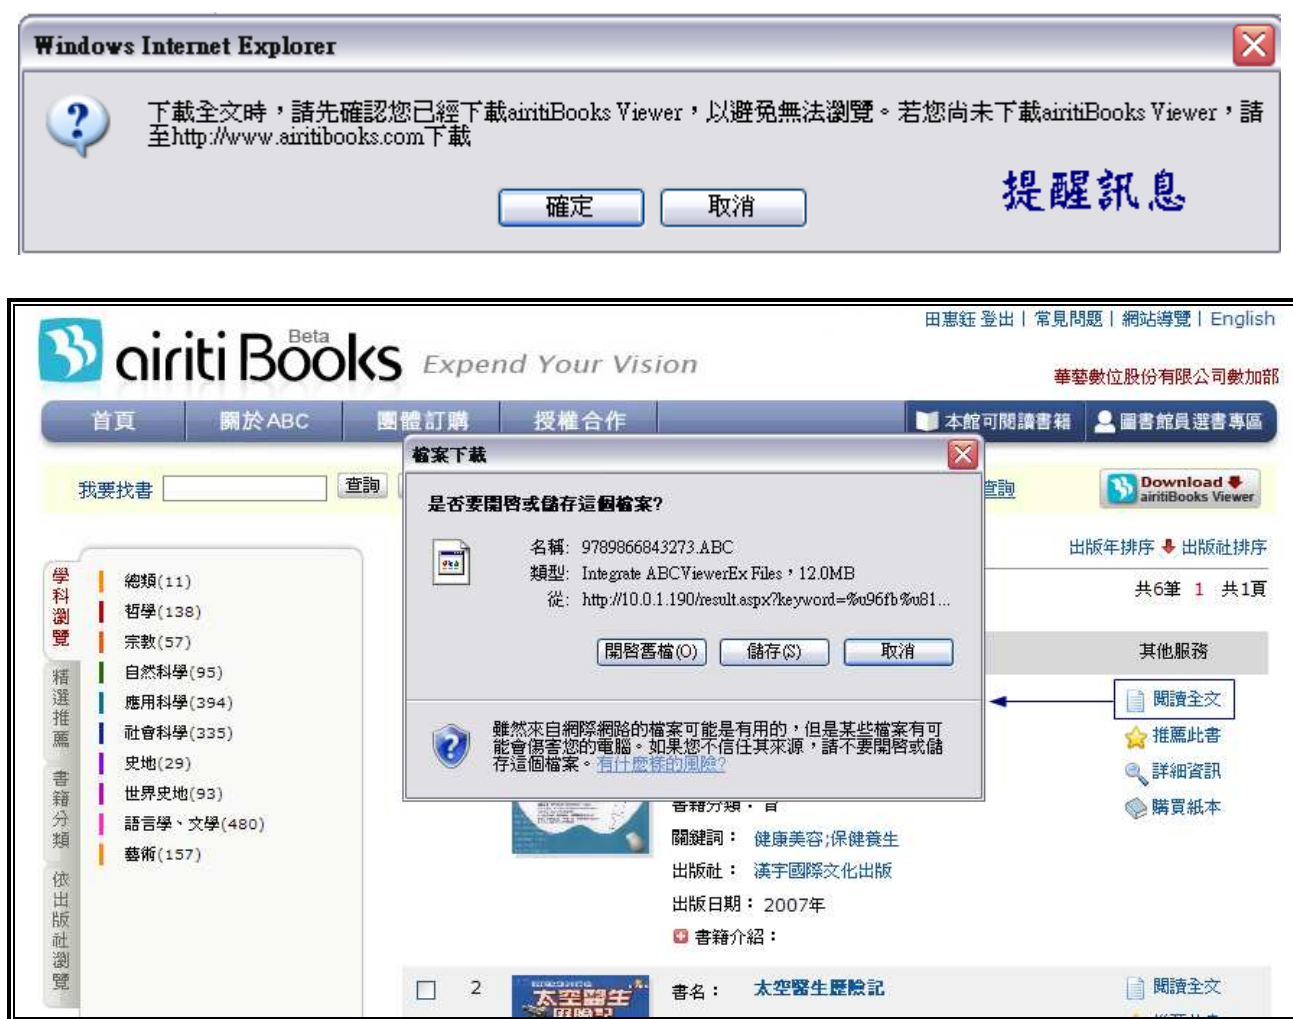 Windows Internet Explorer
下載全文時，請先確認您已經下載airitiBooks Viewer，以避免無法瀏覽。若您尚未下載airitiBooks Viewer，請
至http://www.airitibooks.com下載
確定 取消
提醒訊息
田惠鈺 登出 | 常見問題 | 網站導覽 | English
airiti Books Beta Expend Your Vision
華藝數位股份有限公司數加部
首頁 關於ABC 團體訂購 授權合作 本館可閱讀書籍 圖書館員選書專區
我要找書 查詢 查詢 Download
airitiBooks Viewer
檔案下載
是否要開啟或儲存這個檔案?
名稱: 9789866843273.ABC
類型: Integrate ABCViewerEx Files，12.0MB
從: http://10.0.1.190/result.aspx?keyword=%u96fb%u81...
開啟舊檔(O) 儲存(S) 取消
雖然來自網際網路的檔案可能是有用的，但是某些檔案有可
能會傷害您的電腦。如果您不信任其來源，請不要開啟或儲
存這個檔案。有什麼樣的風險?
學科瀏覽
精選推薦
書籍分類
依出版社瀏覽
總類(11)
哲學(138)
宗教(57)
自然科學(95)
應用科學(394)
社會科學(335)
史地(29)
世界史地(93)
語言學、文學(480)
藝術(157)
出版年排序 出版社排序
共6筆 1 共1頁
其他服務
閱讀全文
推薦此書
詳細資訊
購買紙本
書籍分類：
關鍵詞： 健康美容;保健養生
出版社： 漢宇國際文化出版
出版日期： 2007年
書籍介紹：
2 太空醫生
歷險記
書名： 太空醫生歷險記
閱讀全文